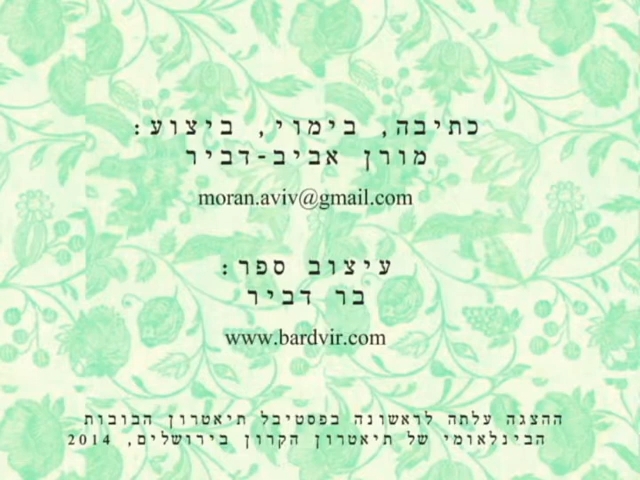 כתיבה, בימוי, ביצוע:
מורן אביב-דביר
moran.aviv@gmail.com
עיצוב ספר:
בר דביר
www.bardvir.com
ההצגה עלתה לראשונה בפסטיבל תיאטרון הבובות
הבינלאומי של תיאטרון הקרון בירושלים, 2014